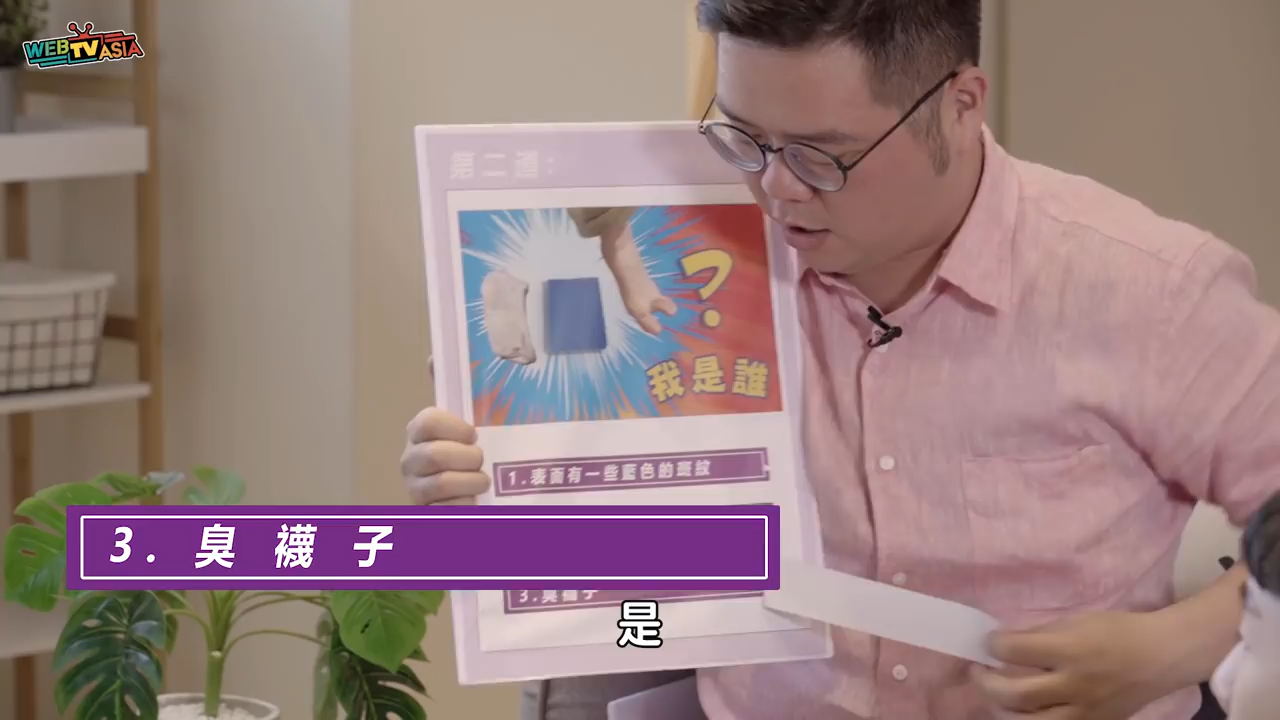 WEBTVASIA
第二題:
?
我是誰
1.表面有一些藍色的斑紋
3. 臭襪子
3.臭襪子
是